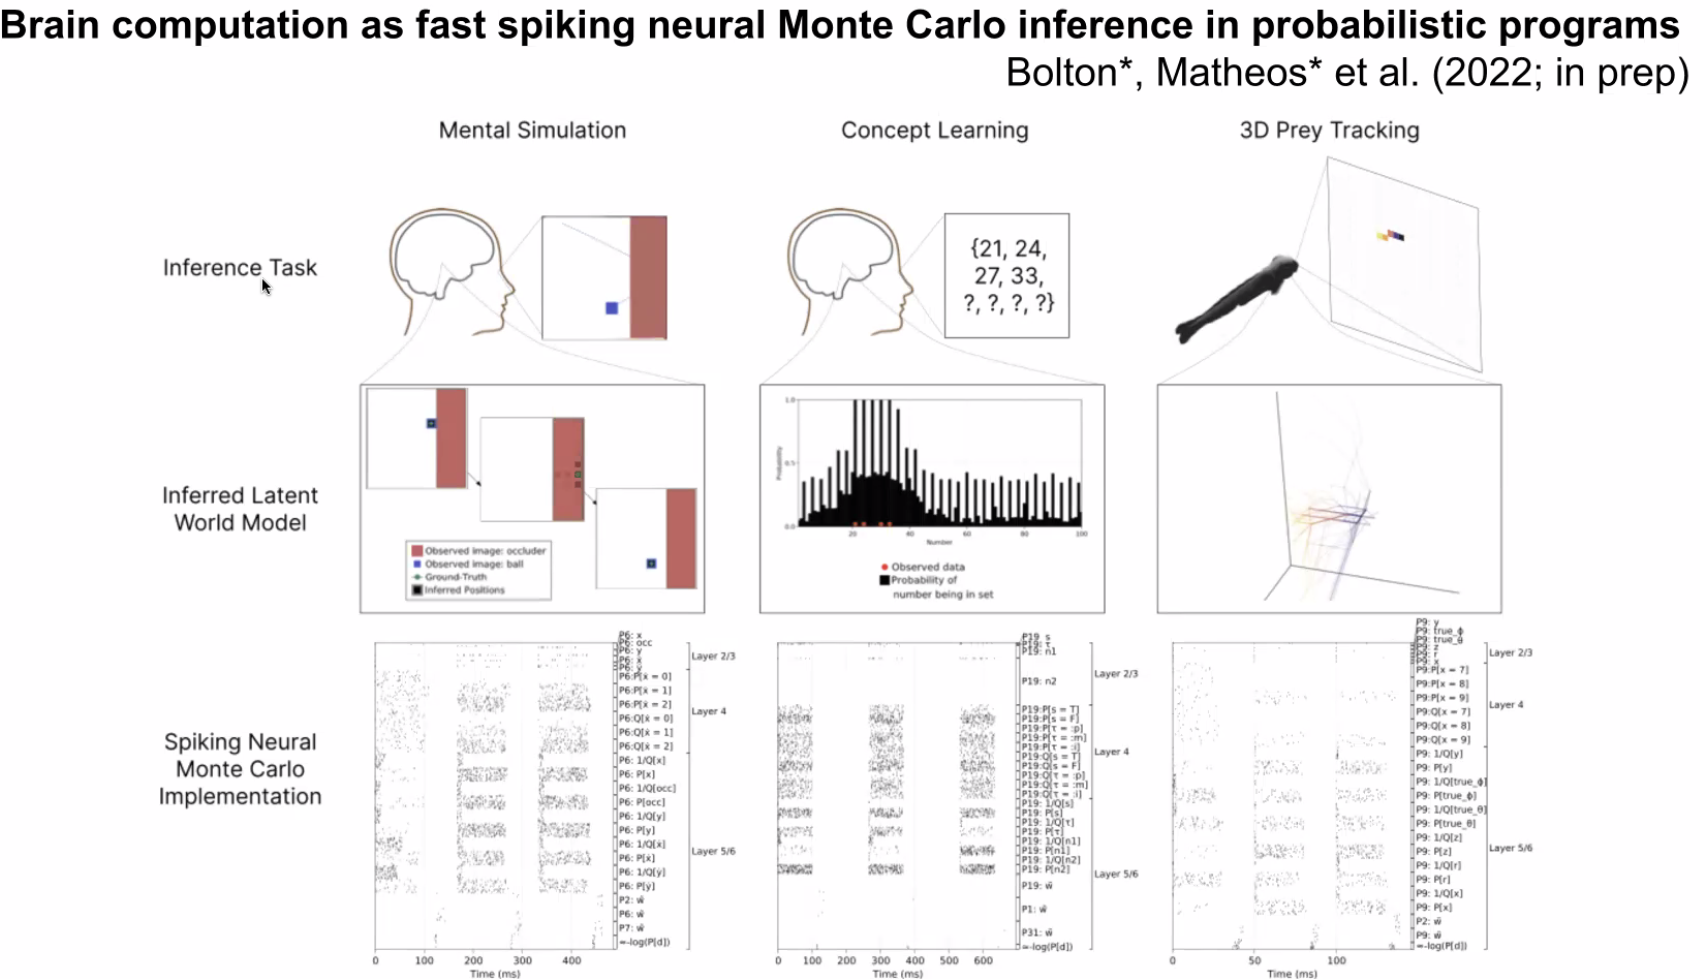 Brain computation as fast spiking neural Monte Carlo inference in probabilistic programs
Bolton*, Matheos* et al. (2022; in prep)
Mental Simulation
Concept Learning
3D Prey Tracking
Inference Task
{21, 24,
27, 33,
?, ?, ?, ?}
Inferred Latent
World Model
Observed image: occluder
Observed image: ball
Ground-Truth
Inferred Positions
1.0
0.5
0.0
Probability
20
40
60
80
100
Number
Observed data
Probability of
number being in set
Spiking Neural
Monte Carlo
Implementation
P6: x
P6: occ
P6: y
P6:P[ẋ = 0]
P6:P[ẋ = 1]
P6:P[ẋ = 2]
P6:Q[ẋ = 0]
P6:Q[ẋ = 1]
P6:Q[ẋ = 2]
P6: 1/Q[x]
P6: P[x]
P6: 1/Q[occ]
P6: P[occ]
P6: 1/Q[y]
P6: P[y]
P6: 1/Q[ẋ]
P6: P[ẋ]
P6: 1/Q[ẏ]
P6: P[ẏ]
P2: ŵ
P6: ŵ
P7: ŵ
≈-log(P[d])
Layer 2/3
Layer 4
Layer 5/6
0
100
200
300
400
Time (ms)
P19: s
P19: τ
P19: n1
P19: n2
P19:P[s = T]
P19:P[s = F]
P19:P[τ = :p]
P19:P[τ = :m]
P19:P[τ = :i]
P19:Q[s = T]
P19:Q[s = F]
P19:Q[τ = :p]
P19:Q[τ = :m]
P19:Q[τ = :i]
P19: 1/Q[s]
P19: P[s]
P19: 1/Q[τ]
P19: P[τ]
P19: 1/Q[n1]
P19: P[n1]
P19: 1/Q[n2]
P19: P[n2]
P19: ŵ
P1: ŵ
P31: ŵ
≈-log(P[d])
Layer 2/3
Layer 4
Layer 5/6
0
100
200
300
400
500
600
Time (ms)
P9: y
P9: true_ϕ
P9: true_θ
P9: z
P9: r
P9: x
P9:P[x = 7]
P9:P[x = 8]
P9:P[x = 9]
P9:Q[x = 7]
P9:Q[x = 8]
P9:Q[x = 9]
P9: 1/Q[y]
P9: P[y]
P9: 1/Q[true_ϕ]
P9: P[true_ϕ]
P9: 1/Q[true_θ]
P9: P[true_θ]
P9: 1/Q[z]
P9: P[z]
P9: 1/Q[r]
P9: P[r]
P9: 1/Q[x]
P9: P[x]
P2: ŵ
P9: ŵ
≈-log(P[d])
Layer 2/3
Layer 4
Layer 5/6
0
50
100
Time (ms)